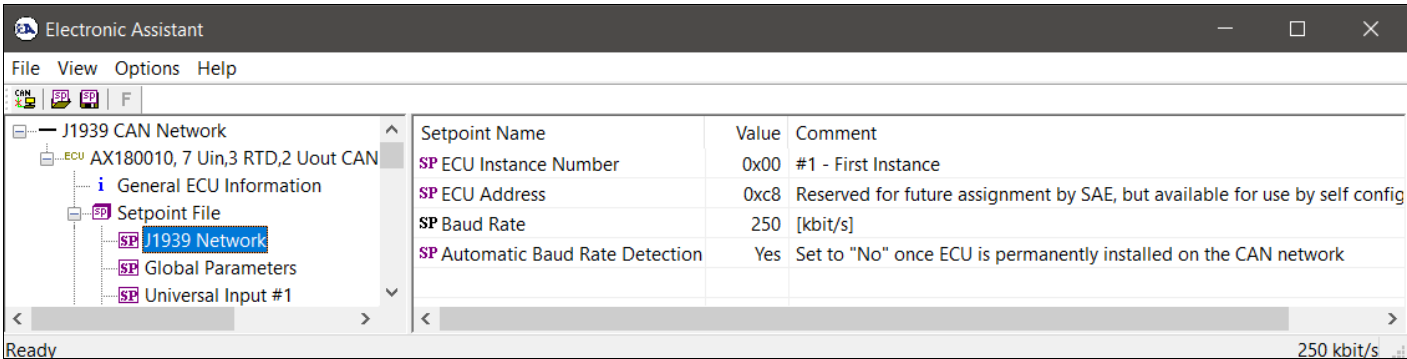 Electronic Assistant
File View Options Help
CAN SP SP F
J1939 CAN Network
ECU AX180010, 7 Uin,3 RTD,2 Uout CAN
i General ECU Information
SP Setpoint File
SP J1939 Network
SP Global Parameters
SP Universal Input #1
Setpoint Name Value Comment
SP ECU Instance Number 0x00 #1 - First Instance
SP ECU Address 0xc8 Reserved for future assignment by SAE, but available for use by self config
SP Baud Rate 250 [kbit/s]
SP Automatic Baud Rate Detection Yes Set to "No" once ECU is permanently installed on the CAN network
Ready 250 kbit/s